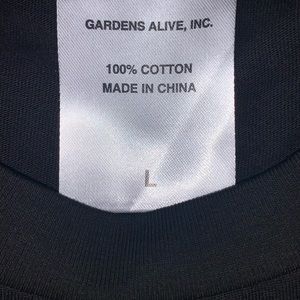 GARDENS ALIVE, INC.
100% COTTON
MADE IN CHINA
L